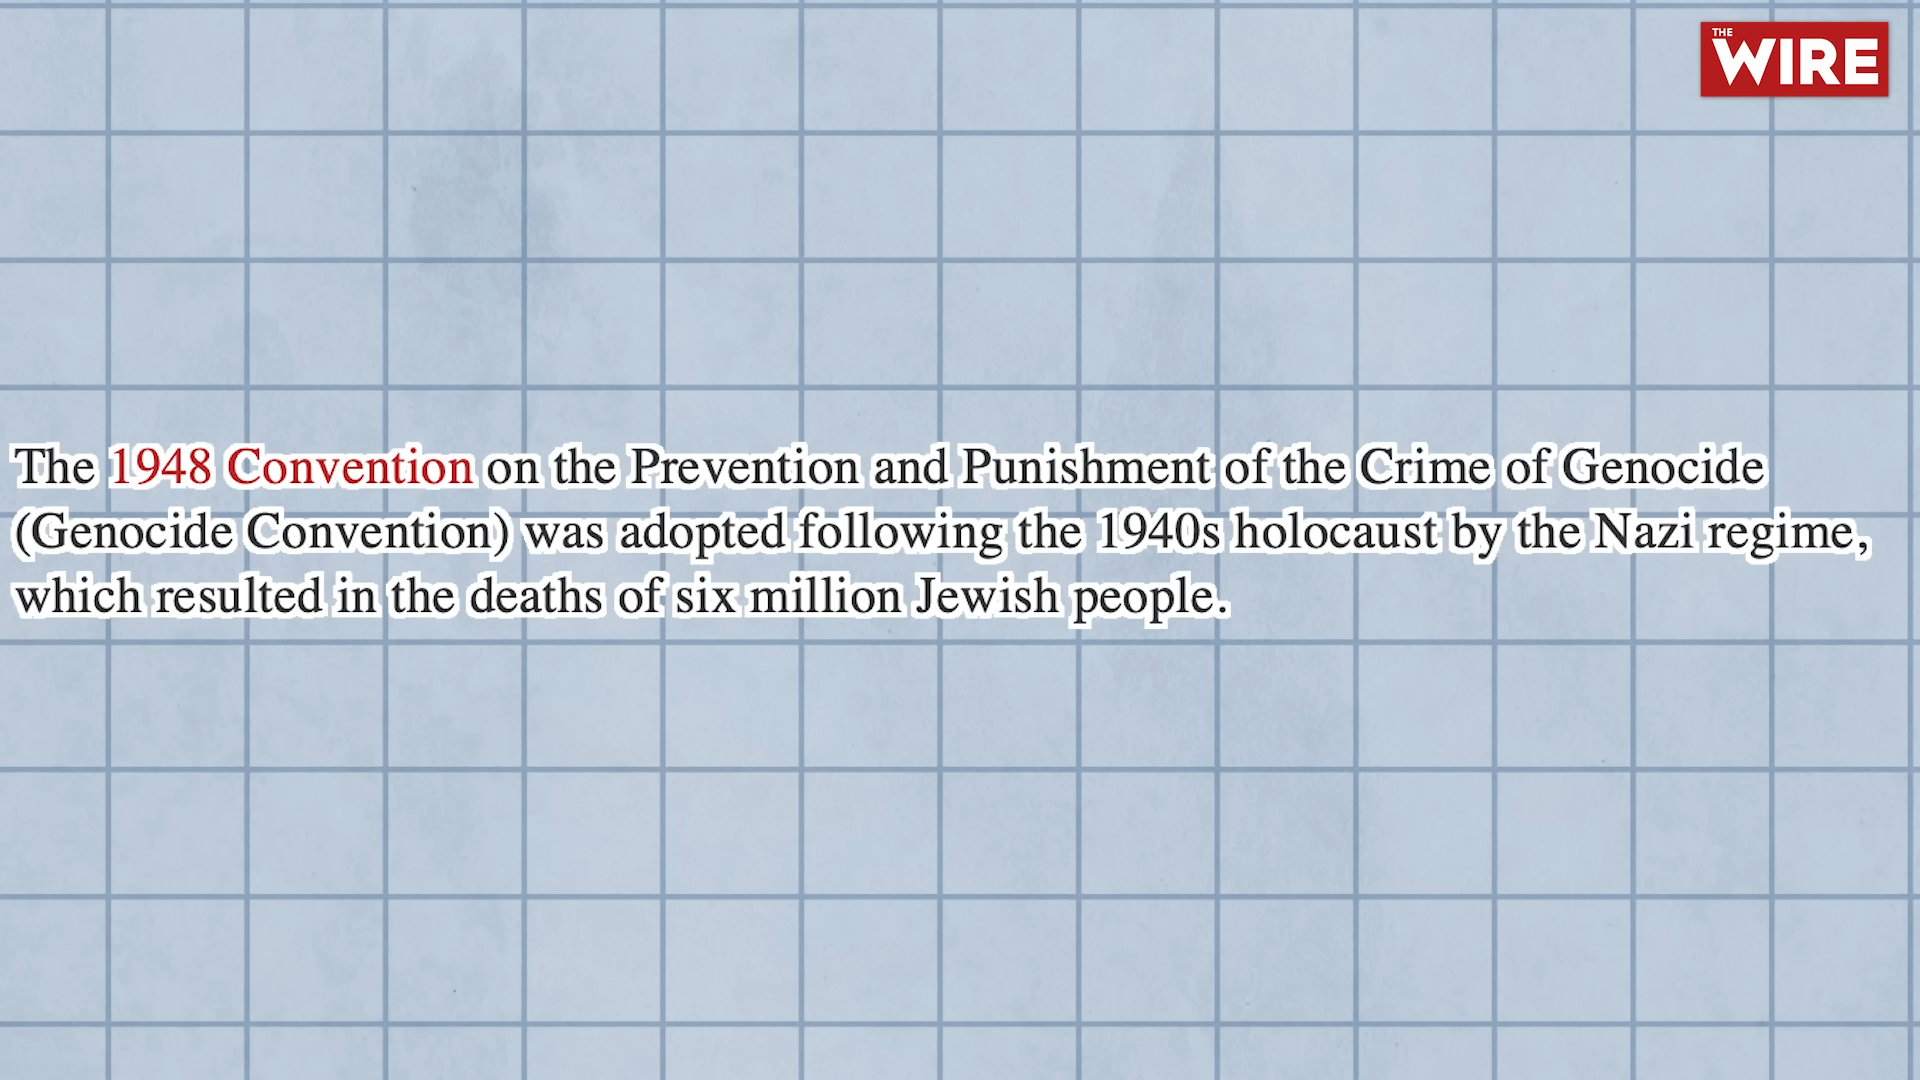 THE
WIRE
The 1948 Convention on the Prevention and Punishment of the Crime of Genocide
(Genocide Convention) was adopted following the 1940s holocaust by the Nazi regime,
which resulted in the deaths of six million Jewish people.